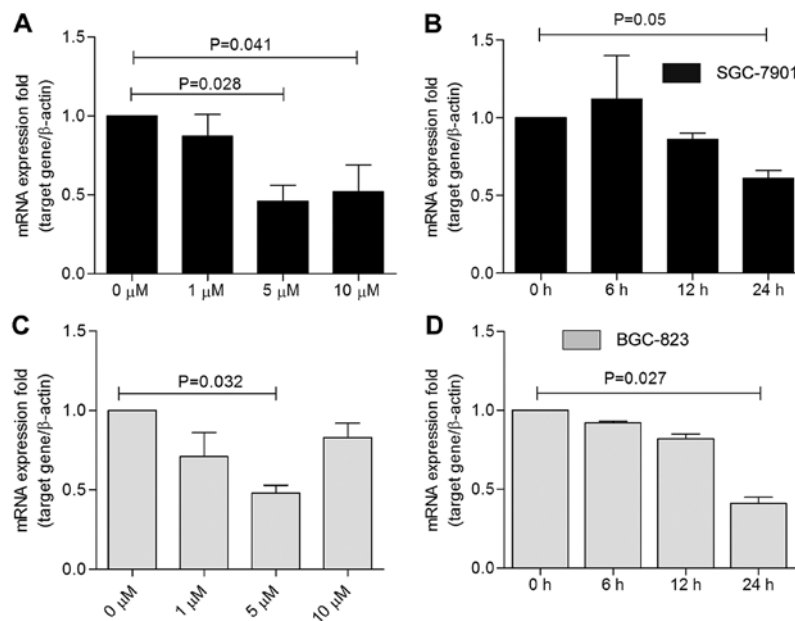 A
mRNA expression fold
(target gene/β-actin)
1.5
1.0
0.5
0.0
P=0.041
P=0.028
0 μM
1 μM
5 μM
10 μM
B
mRNA expression fold
(target gene/β-actin)
1.5
1.0
0.5
0.0
P=0.05
SGC-7901
0 h
6 h
12 h
24 h
C
mRNA expression fold
(target gene/β-actin)
1.5
1.0
0.5
0.0
P=0.032
0 μM
1 μM
5 μM
10 μM
D
mRNA expression fold
(target gene/β-actin)
1.5
1.0
0.5
0.0
BGC-823
P=0.027
0 h
6 h
12 h
24 h